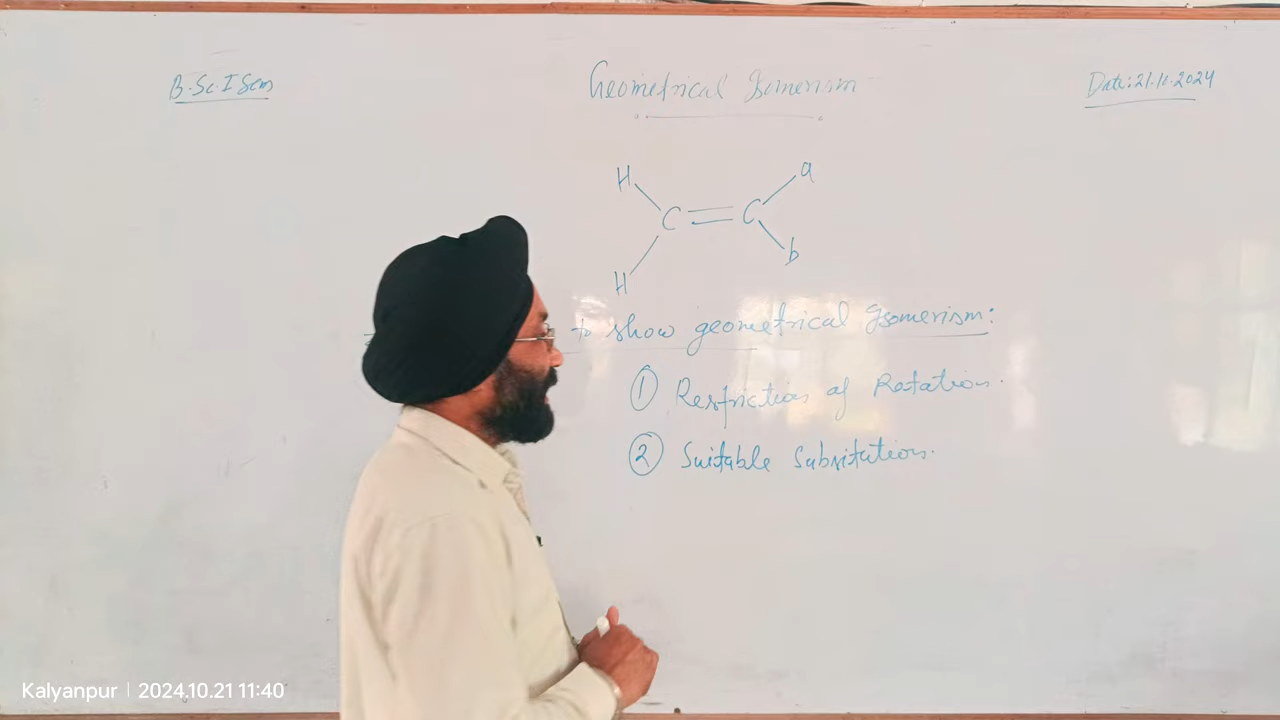 B.Sc. I Sem
Geometrical Isomerism
Date: 21.10.2024
H a
C = C
H b
to show geometrical Isomerism:
① Restriction of Rotation.
② Suitable Subsitution.
Kalyanpur | 2024.10.21 11:40